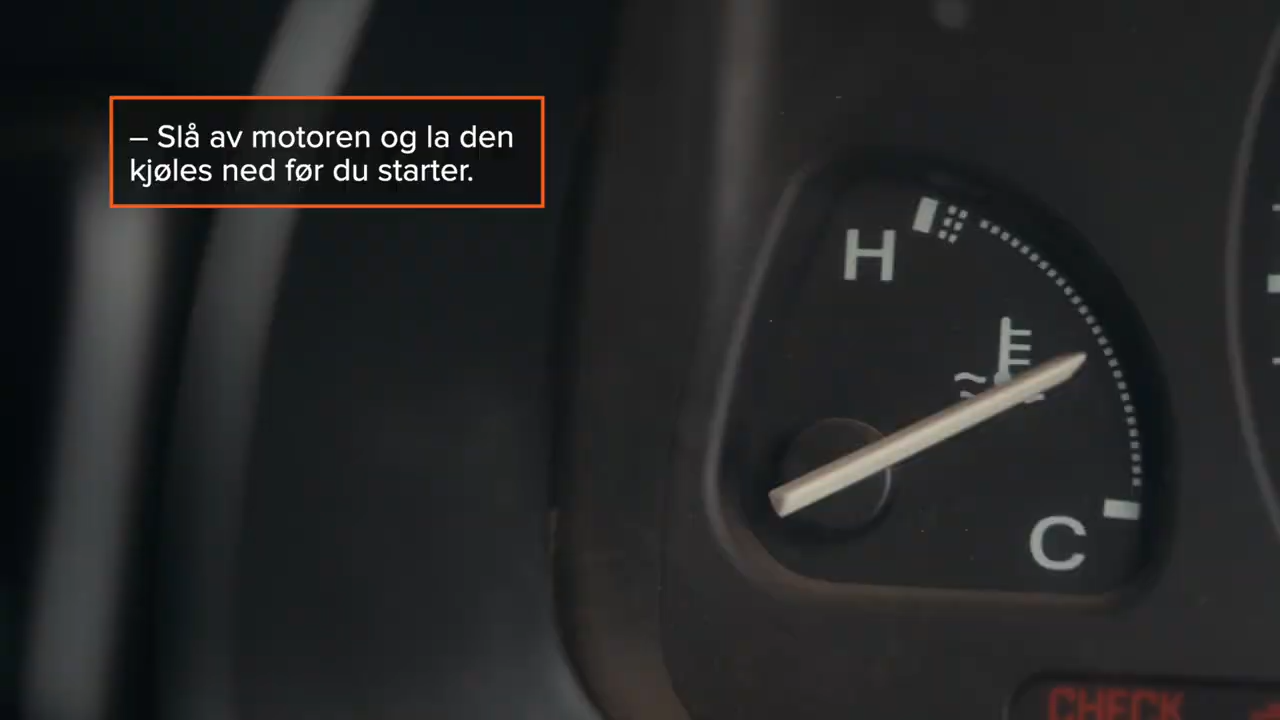 – Slå av motoren og la den
kjøles ned før du starter.
H
C
CHECK